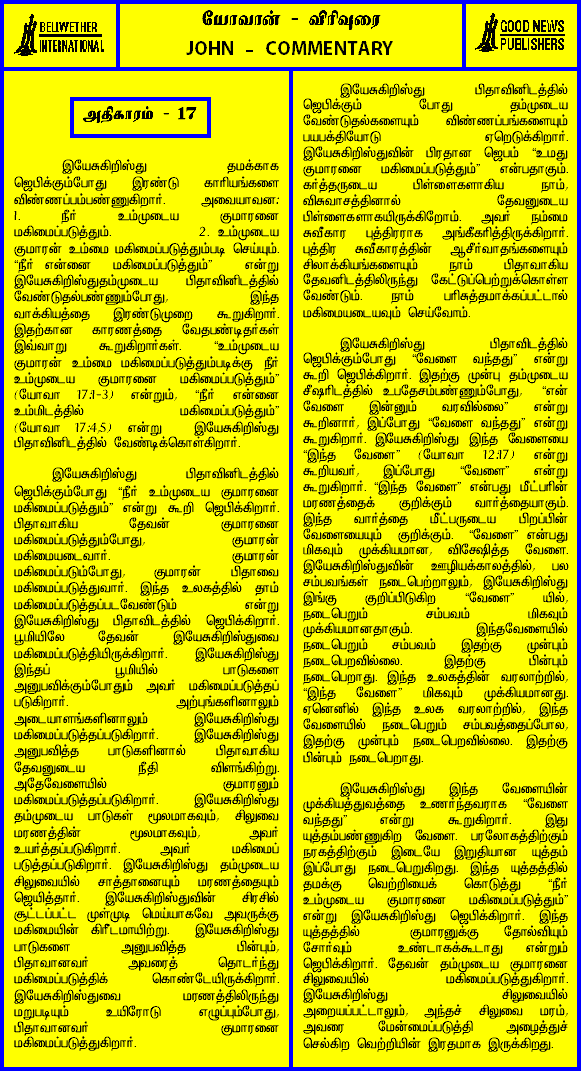 BELLWETHER
INTERNATIONAL
யோவான் - விரிவுரை
JOHN - COMMENTARY
GOOD NEWS
PUBLISHERS
அதிகாரம் - 17
இயேசுகிறிஸ்து தமக்காக
ஜெபிக்கும்போது இரண்டு காரியங்களை
விண்ணப்பம்பண்ணுகிறார். அவையாவன:
1. நீர் உம்முடைய குமாரனை
மகிமைப்படுத்தும். 2. உம்முடைய
குமாரன் உம்மை மகிமைப்படுத்தும்படி செய்யும்.
“நீர் என்னை மகிமைப்படுத்தும்” என்று
இயேசுகிறிஸ்துதம்முடைய பிதாவினிடத்தில்
வேண்டுதல்பண்ணும்போது, இந்த
வாக்கியத்தை இரண்டுமுறை கூறுகிறார்.
இதற்கான காரணத்தை வேதபண்டிதர்கள்
இவ்வாறு கூறுகிறார்கள். “உம்முடைய
குமாரன் உம்மை மகிமைப்படுத்தும்படிக்கு நீர்
உம்முடைய குமாரனை மகிமைப்படுத்தும்”
(யோவா 17:1-3) என்றும், “நீர் என்னை
உம்மிடத்தில் மகிமைப்படுத்தும்”
(யோவா 17:4,5) என்று இயேசுகிறிஸ்து
பிதாவினிடத்தில் வேண்டிக்கொள்கிறார்.
இயேசுகிறிஸ்து பிதாவினிடத்தில்
ஜெபிக்கும்போது “நீர் உம்முடைய குமாரனை
மகிமைப்படுத்தும்” என்று கூறி ஜெபிக்கிறார்.
பிதாவாகிய தேவன் குமாரனை
மகிமைப்படுத்தும்போது, குமாரன்
மகிமையடைவார். குமாரன்
மகிமைப்படும்போது, குமாரன் பிதாவை
மகிமைப்படுத்துவார். இந்த உலகத்தில் தாம்
மகிமைப்படுத்தப்படவேண்டும் என்று
இயேசுகிறிஸ்து பிதாவிடத்தில் ஜெபிக்கிறார்.
பூமியிலே தேவன் இயேசுகிறிஸ்துவை
மகிமைப்படுத்தியிருக்கிறார். இயேசுகிறிஸ்து
இந்தப் பூமியில் பாடுகளை
அனுபவிக்கும்போதும் அவர் மகிமைப்படுத்தப்
படுகிறார். அற்புங்களினாலும்
அடையாளங்களினாலும் இயேசுகிறிஸ்து
மகிமைப்படுத்தப்படுகிறார். இயேசுகிறிஸ்து
அனுபவித்த பாடுகளினால் பிதாவாகிய
தேவனுடைய நீதி விளங்கிற்று.
அதேவேளையில் குமாரனும்
மகிமைப்படுத்தப்படுகிறார். இயேசுகிறிஸ்து
தம்முடைய பாடுகள் மூலமாகவும், சிலுவை
மரணத்தின் மூலமாகவும், அவர்
உயர்த்தப்படுகிறார். அவர் மகிமைப்
படுத்தப்படுகிறார். இயேசுகிறிஸ்து தம்முடைய
சிலுவையில் சாத்தானையும் மரணத்தையும்
ஜெயித்தார். இயேசுகிறிஸ்துவின் சிரசில்
சூட்டப்பட்ட முள்முடி மெய்யாகவே அவருக்கு
மகிமையின் கிரீடமாயிற்று. இயேசுகிறிஸ்து
பாடுகளை அனுபவித்த பின்பும்,
பிதாவானவர் அவரைத் தொடர்ந்து
மகிமைப்படுத்திக் கொண்டேயிருக்கிறார்.
இயேசுகிறிஸ்துவை மரணத்திலிருந்து
மறுபடியும் உயிரோடு எழுப்பும்போது,
பிதாவானவர் குமாரனை
மகிமைப்படுத்துகிறார்.
இயேசுகிறிஸ்து பிதாவினிடத்தில்
ஜெபிக்கும் போது தம்முடைய
வேண்டுதல்களையும் விண்ணப்பங்களையும்
பயபக்தியோடு ஏறெடுக்கிறார்.
இயேசுகிறிஸ்துவின் பிரதான ஜெபம் “உமது
குமாரனை மகிமைப்படுத்தும்” என்பதாகும்.
கர்த்தருடைய பிள்ளைகளாகிய நாம்,
விசுவாசத்தினால் தேவனுடைய
பிள்ளைகளாகயிருக்கிறோம். அவர் நம்மை
சுவீகார புத்திரராக அங்கீகரித்திருக்கிறார்.
புத்திர சுவீகாரத்தின் ஆசீர்வாதங்களையும்
சிலாக்கியங்களையும் நாம் பிதாவாகிய
தேவனிடத்திலிருந்து கேட்டுப்பெற்றுக்கொள்ள
வேண்டும். நாம் பரிசுத்தமாக்கப்பட்டால்
மகிமையடையவும் செய்வோம்.
இயேசுகிறிஸ்து பிதாவிடத்தில்
ஜெபிக்கும்போது “வேளை வந்தது” என்று
கூறி ஜெபிக்கிறார். இதற்கு முன்பு தம்முடைய
சீஷரிடத்தில் உபதேசம்பண்ணும்போது, “என்
வேளை இன்னும் வரவில்லை” என்று
கூறினார், இப்போது “வேளை வந்தது” என்று
கூறுகிறார். இயேசுகிறிஸ்து இந்த வேளையை
“இந்த வேளை” (யோவா 12:17) என்று
கூறியவர், இப்போது “வேளை” என்று
கூறுகிறார். “இந்த வேளை” என்பது மீட்பரின்
மரணத்தைக் குறிக்கும் வார்த்தையாகும்.
இந்த வார்த்தை மீட்பருடைய பிறப்பின்
வேளையையும் குறிக்கும். “வேளை” என்பது
மிகவும் முக்கியமான, விசேஷித்த வேளை.
இயேசுகிறிஸ்துவின் ஊழியக்காலத்தில், பல
சம்பவங்கள் நடைபெற்றாலும், இயேசுகிறிஸ்து
இங்கு குறிப்பிடுகிற “வேளை” யில்,
நடைபெறும் சம்பவம் மிகவும்
முக்கியமானதாகும். இந்தவேளையில்
நடைபெறும் சம்பவம் இதற்கு முன்பும்
நடைபெறவில்லை. இதற்கு பின்பும்
நடைபெறாது. இந்த உலகத்தின் வரலாற்றில்,
“இந்த வேளை” மிகவும் முக்கியமானது.
ஏனெனில் இந்த உலக வரலாற்றில், இந்த
வேளையில் நடைபெறும் சம்பவத்தைப்போல,
இதற்கு முன்பும் நடைபெறவில்லை. இதற்கு
பின்பும் நடைபெறாது.
இயேசுகிறிஸ்து இந்த வேளையின்
முக்கியத்துவத்தை உணர்ந்தவராக “வேளை
வந்தது” என்று கூறுகிறார். இது
யுத்தம்பண்ணுகிற வேளை. பரலோகத்திற்கும்
நரகத்திற்கும் இடையே இறுதியான யுத்தம்
இப்போது நடைபெறுகிறது. இந்த யுத்தத்தில்
தமக்கு வெற்றியைக் கொடுத்து “நீர்
உம்முடைய குமாரனை மகிமைப்படுத்தும்”
என்று இயேசுகிறிஸ்து ஜெபிக்கிறார். இந்த
யுத்தத்தில் குமாரனுக்கு தோல்வியும்
சோர்வும் உண்டாகக்கூடாது என்றும்
ஜெபிக்கிறார். தேவன் தம்முடைய குமாரனை
சிலுவையில் மகிமைப்படுத்துகிறார்.
இயேசுகிறிஸ்து சிலுவையில்
அறையப்பட்டாலும், அந்தச் சிலுவை மரம்,
அவரை மேன்மைப்படுத்தி அழைத்துச்
செல்கிற வெற்றியின் இரதமாக இருக்கிறது.